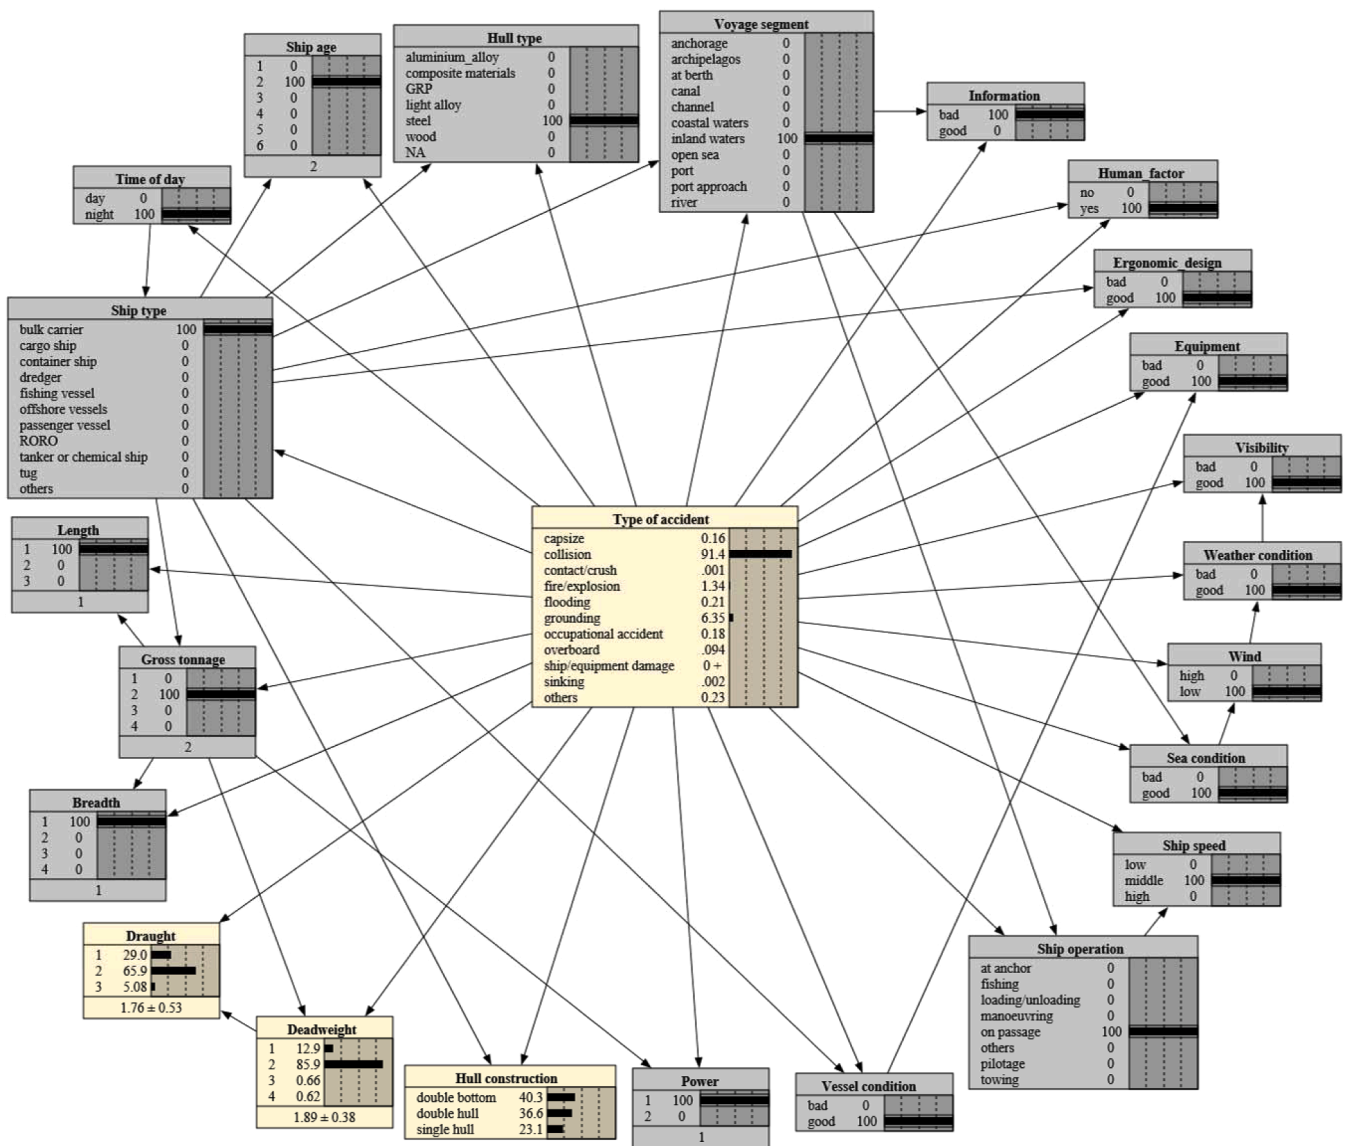 Ship age
1 0
2 100
3 0
4 0
5 0
6 0
2
Hull type
aluminium_alloy 0
composite materials 0
GRP 0
light alloy 0
steel 100
wood 0
NA 0
Voyage segment
anchorage 0
archipelagos 0
at berth 0
canal 0
channel 0
coastal waters 0
inland waters 100
open sea 0
port 0
port approach 0
river 0
Information
bad 100
good 0
Time of day
day 0
night 100
Human_factor
no 0
yes 100
Ergonomic_design
bad 0
good 100
Ship type
bulk carrier 100
cargo ship 0
container ship 0
dredger 0
fishing vessel 0
offshore vessels 0
passenger vessel 0
RORO 0
tanker or chemical ship 0
tug 0
others 0
Equipment
bad 0
good 100
Visibility
bad 0
good 100
Type of accident
capsize 0.16
collision 91.4
contact/crush .001
fire/explosion 1.34
flooding 0.21
grounding 6.35
occupational accident 0.18
overboard .094
ship/equipment damage 0 +
sinking .002
others 0.23
Length
1 100
2 0
3 0
1
Weather condition
bad 0
good 100
Gross tonnage
1 0
2 100
3 0
4 0
2
Wind
high 0
low 100
Sea condition
bad 0
good 100
Breadth
1 100
2 0
3 0
4 0
1
Ship speed
low 0
middle 100
high 0
Draught
1 29.0
2 65.9
3 5.08
1.76 ± 0.53
Ship operation
at anchor 0
fishing 0
loading/unloading 0
manoeuvring 0
on passage 100
others 0
pilotage 0
towing 0
Deadweight
1 12.9
2 85.9
3 0.66
4 0.62
1.89 ± 0.38
Hull construction
double bottom 40.3
double hull 36.6
single hull 23.1
Power
1 100
2 0
1
Vessel condition
bad 0
good 100